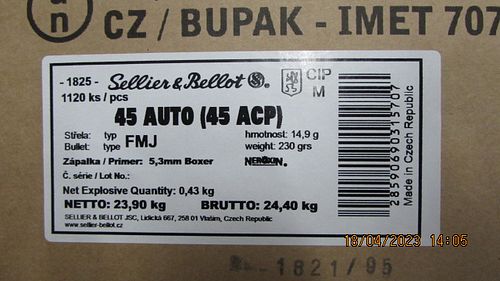 un
CZ / BUPAK - IMET 707
- 1825 - Sellier & Bellot S&B®.
CIP
M
1120 ks / pcs
45 AUTO (45 ACP)
Střela: typ FMJ hmotnost: 14,9 g
Bullet: type weight: 230 grs
Zápalka / Primer: 5,3mm Boxer NEROXIN.
Č. série / Lot No.:
Net Explosive Quantity: 0,43 kg
NETTO: 23,90 kg BRUTTO: 24,40 kg
SELLIER & BELLOT JSC, Lidická 667, 258 01 Vlašim, Czech Republic
www.sellier-bellot.cz
28590690315707
Made in Czech Republic
18/04/2023 14:05
-1821/95